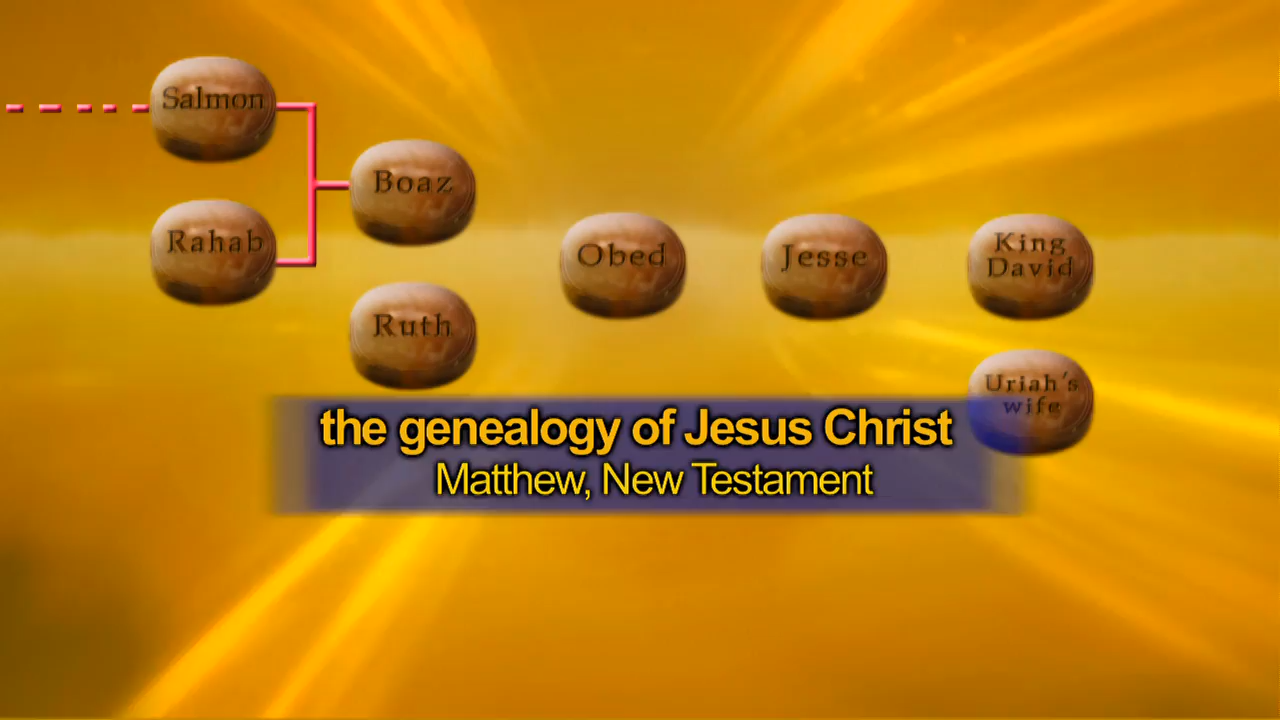 Salmon
Rahab
Boaz
Ruth
Obed
Jesse
King
David
Uriah's
wife
the genealogy of Jesus Christ
Matthew, New Testament